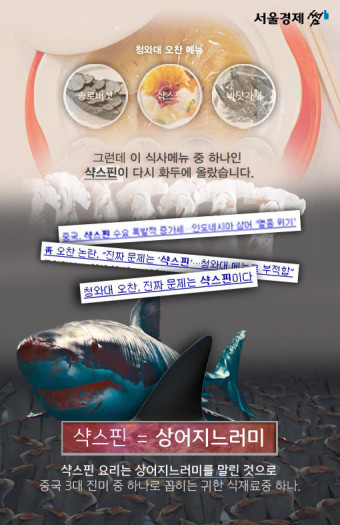 서울경제 썸
청와대 오찬 메뉴
송로버섯
샥스핀
바닷가재
그런데 이 식사메뉴 중 하나인
샥스핀이 다시 화두에 올랐습니다.
중국, 샥스핀 수요 폭발적 증가세…인도네시아 상어 '멸종 위기'
靑 오찬 논란, "진짜 문제는 '샥스핀'…청와대 메뉴로 부적합"
청와대 오찬, 진짜 문제는 샥스핀이다
샥스핀 = 상어지느러미
샥스핀 요리는 상어지느러미를 말린 것으로
중국 3대 진미 중 하나로 꼽히는 귀한 식재료중 하나.